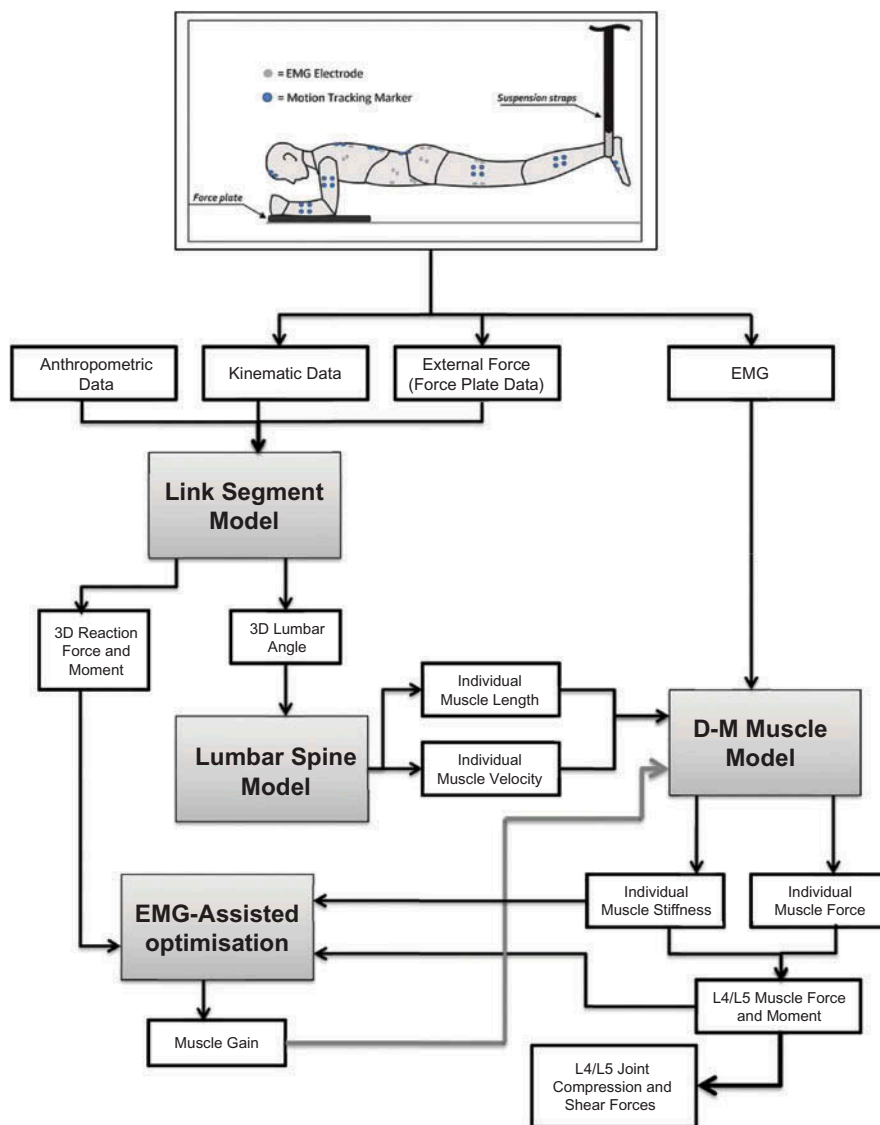 = EMG Electrode
= Motion Tracking Marker
Suspension straps
Force plate
Anthropometric
Data
Kinematic Data
External Force
(Force Plate Data)
EMG
Link Segment
Model
3D Reaction
Force and
Moment
3D Lumbar
Angle
Individual
Muscle Length
Lumbar Spine
Model
Individual
Muscle Velocity
D-M Muscle
Model
EMG-Assisted
optimisation
Individual
Muscle Stiffness
Individual
Muscle Force
Muscle Gain
L4/L5 Muscle Force
and Moment
L4/L5 Joint
Compression and
Shear Forces